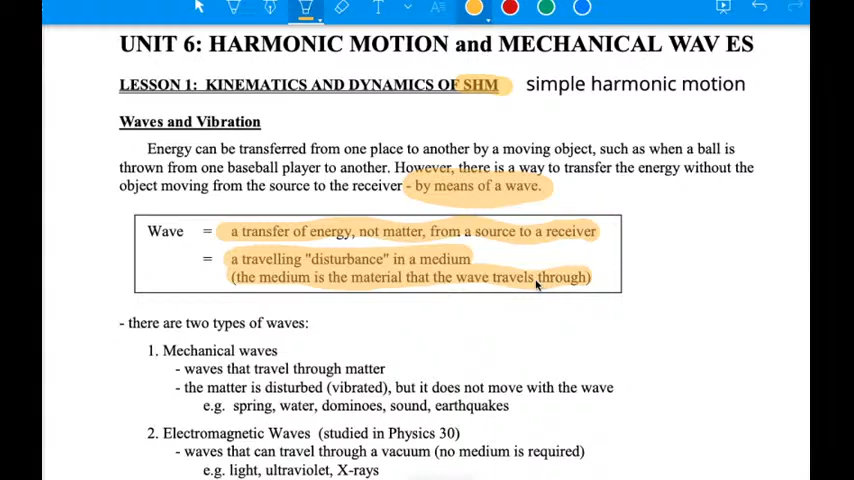 UNIT 6: HARMONIC MOTION and MECHANICAL WAV ES
LESSON 1: KINEMATICS AND DYNAMICS OF SHM simple harmonic motion
Waves and Vibration
Energy can be transferred from one place to another by a moving object, such as when a ball is
thrown from one baseball player to another. However, there is a way to transfer the energy without the
object moving from the source to the receiver - by means of a wave.
Wave = a transfer of energy, not matter, from a source to a receiver
= a travelling "disturbance" in a medium
(the medium is the material that the wave travels through)
- there are two types of waves:
1. Mechanical waves
- waves that travel through matter
- the matter is disturbed (vibrated), but it does not move with the wave
e.g. spring, water, dominoes, sound, earthquakes
2. Electromagnetic Waves (studied in Physics 30)
- waves that can travel through a vacuum (no medium is required)
e.g. light, ultraviolet, X-rays